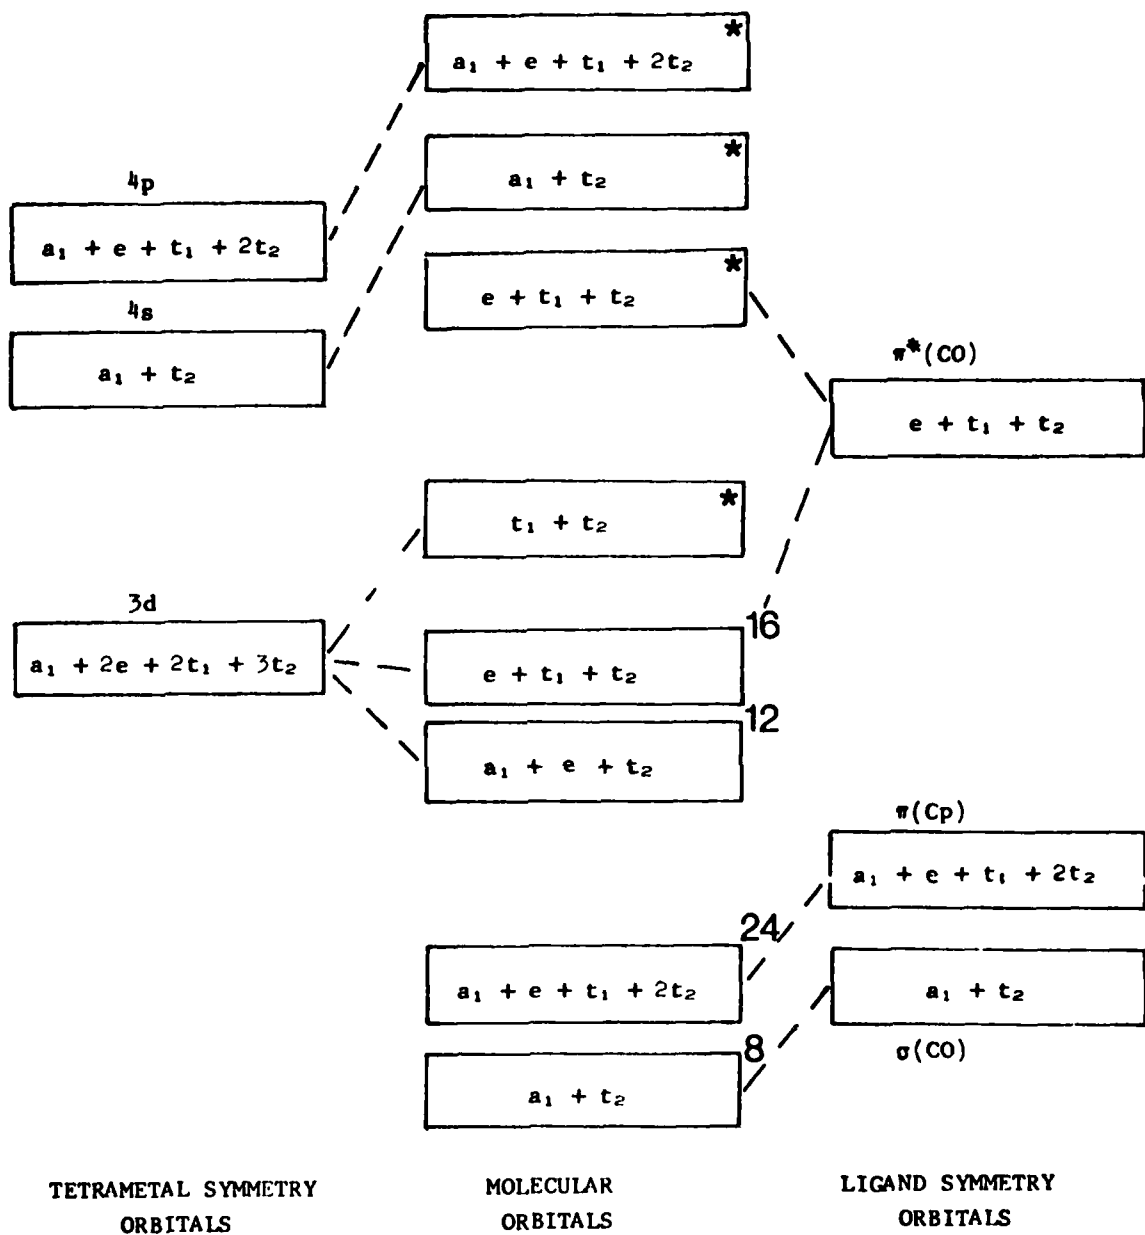 *
a₁ + e + t₁ + 2t₂
*
a₁ + t₂
4p
a₁ + e + t₁ + 2t₂
*
e + t₁ + t₂
4s
a₁ + t₂
π*(CO)
e + t₁ + t₂
*
t₁ + t₂
3d
a₁ + 2e + 2t₁ + 3t₂
16
e + t₁ + t₂
12
a₁ + e + t₂
π(Cp)
a₁ + e + t₁ + 2t₂
24
a₁ + e + t₁ + 2t₂
a₁ + t₂
σ(CO)
8
a₁ + t₂
TETRAMETAL SYMMETRY
ORBITALS
MOLECULAR
ORBITALS
LIGAND SYMMETRY
ORBITALS